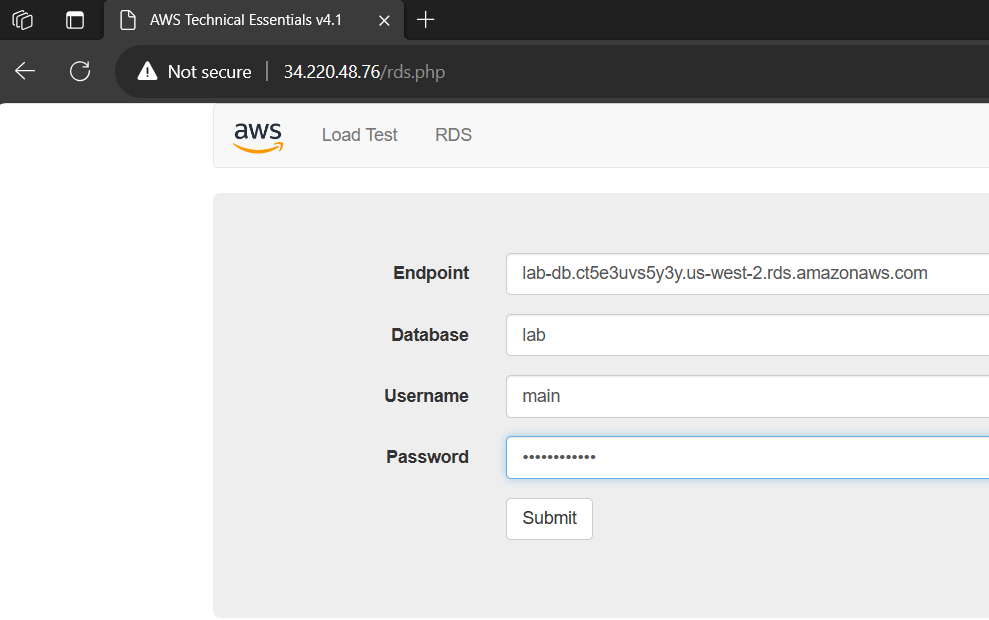 AWS Technical Essentials v4.1
Not secure 34.220.48.76/rds.php
aws Load Test RDS
Endpoint lab-db.ct5e3uvs5y3y.us-west-2.rds.amazonaws.com
Database lab
Username main
Password ••••••••••••
Submit